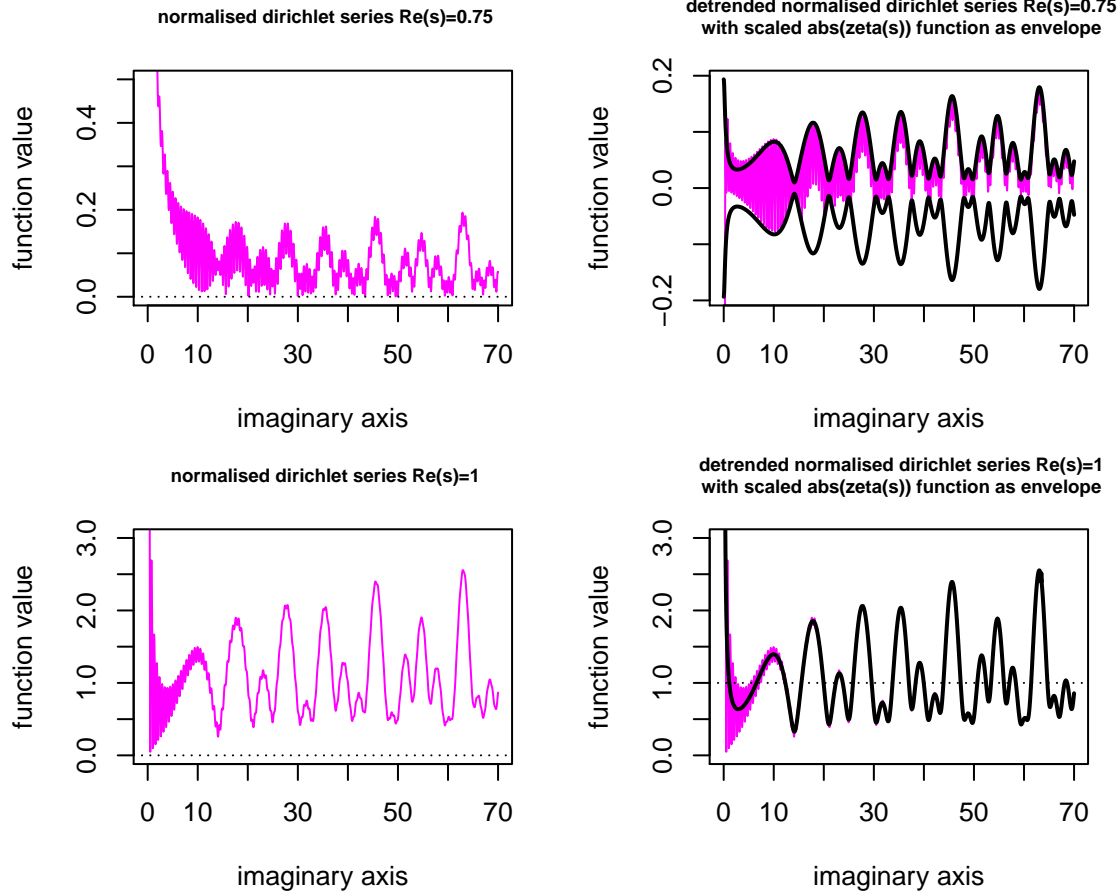 normalised dirichlet series Re(s)=0.75
function value
0.0 0.2 0.4
0 10 30 50 70
imaginary axis
detrended normalised dirichlet series Re(s)=0.75
with scaled abs(zeta(s)) function as envelope
function value
−0.2 0.0 0.2
0 10 30 50 70
imaginary axis
normalised dirichlet series Re(s)=1
function value
0.0 1.0 2.0 3.0
0 10 30 50 70
imaginary axis
detrended normalised dirichlet series Re(s)=1
with scaled abs(zeta(s)) function as envelope
function value
0.0 1.0 2.0 3.0
0 10 30 50 70
imaginary axis